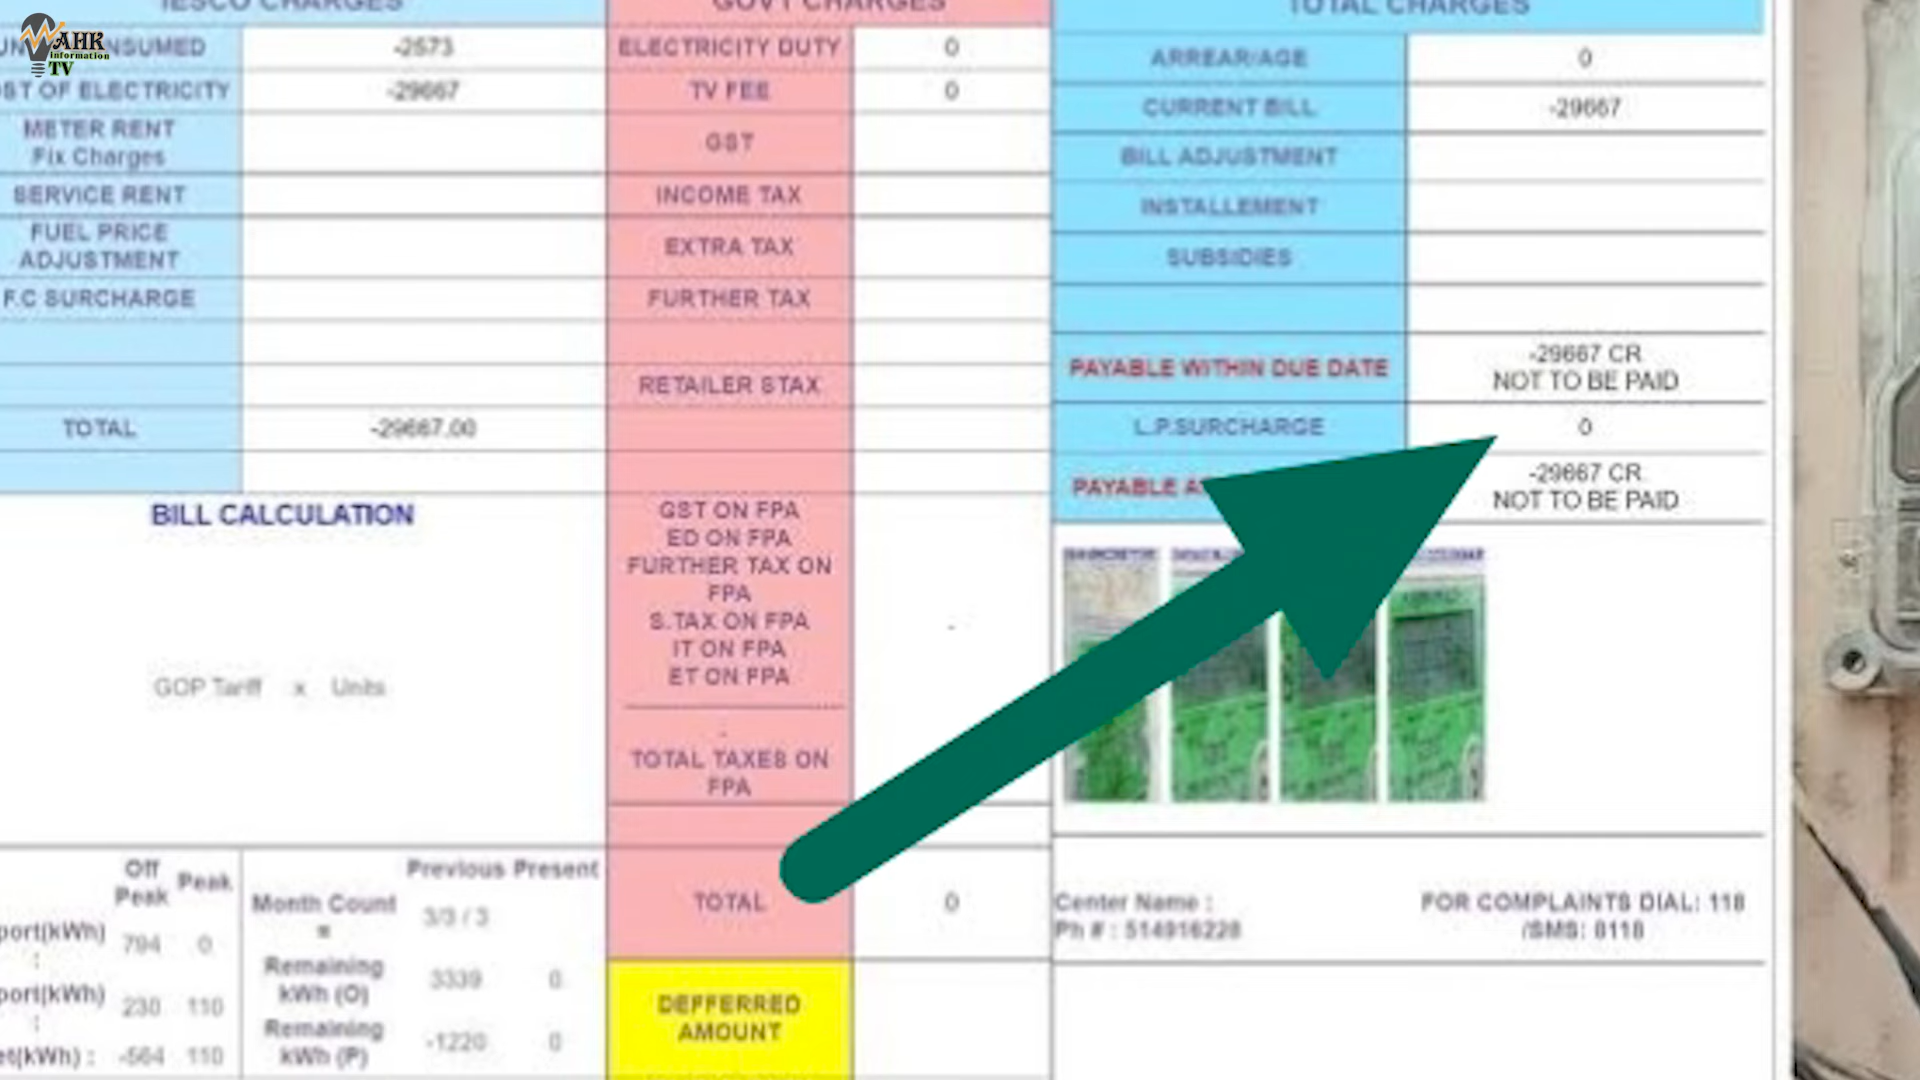 IESCO CHARGES
GOVT CHARGES
TOTAL CHARGES
AHK
information
TV
NSUMED
-2573
ST OF ELECTRICITY
-29667
METER RENT
Fix Charges
SERVICE RENT
FUEL PRICE
ADJUSTMENT
F.C SURCHARGE
TOTAL
-29667.00
BILL CALCULATION
GOP Tariff x Units
Off
Peak
Peak
port(kWh)
:
794 0
port(kWh)
:
230 110
et(kWh) :
-564 110
Previous Present
Month Count
=
3/3 / 3
Remaining
kWh (O)
3339 0
Remaining
kWh (P)
-1220 0
ELECTRICITY DUTY
0
TV FEE
0
GST
INCOME TAX
EXTRA TAX
FURTHER TAX
RETAILER STAX
GST ON FPA
ED ON FPA
FURTHER TAX ON
FPA
S.TAX ON FPA
IT ON FPA
ET ON FPA
TOTAL TAXES ON
FPA
TOTAL
0
DEFFERRED
AMOUNT
ARREAR/AGE
0
CURRENT BILL
-29667
BILL ADJUSTMENT
INSTALLEMENT
SUBSIDIES
PAYABLE WITHIN DUE DATE
-29667 CR
NOT TO BE PAID
L.P.SURCHARGE
0
PAYABLE
-29667 CR
NOT TO BE PAID
Center Name :
Ph # : 514916228
FOR COMPLAINTS DIAL: 118
/SMS: 8118